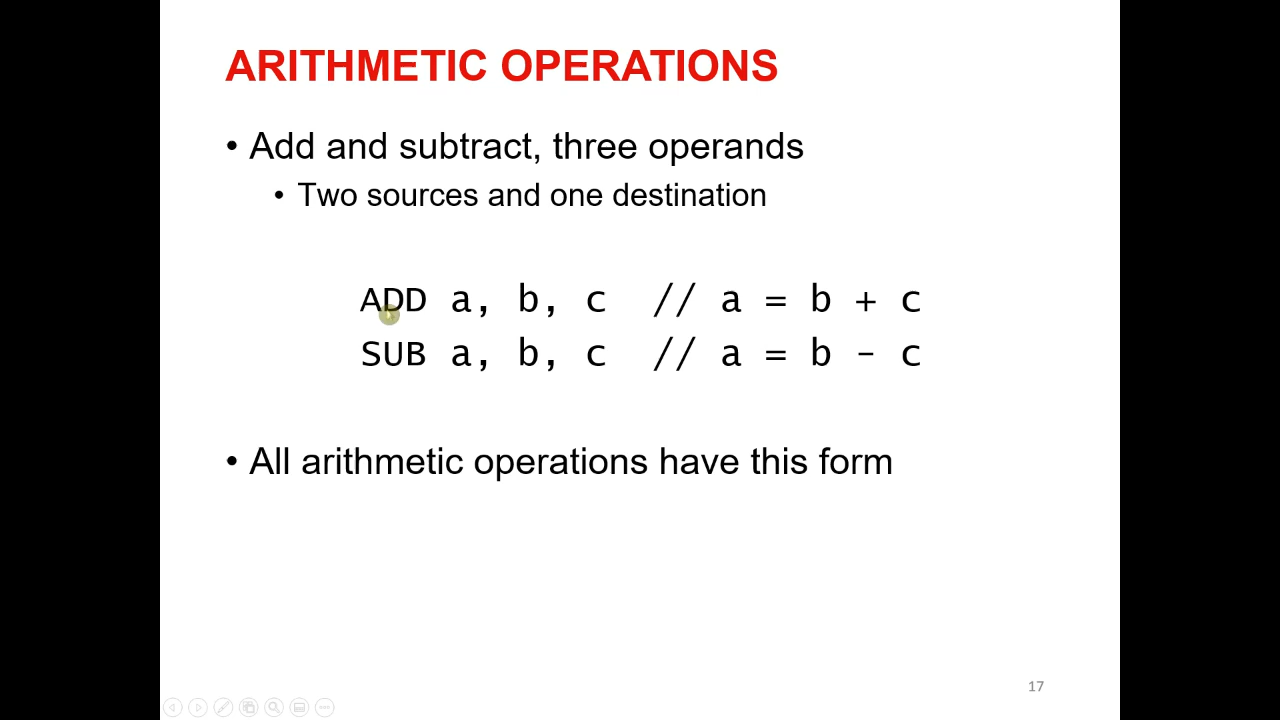 ARITHMETIC OPERATIONS
• Add and subtract, three operands
• Two sources and one destination
ADD a, b, c // a = b + c
SUB a, b, c // a = b - c
• All arithmetic operations have this form
17